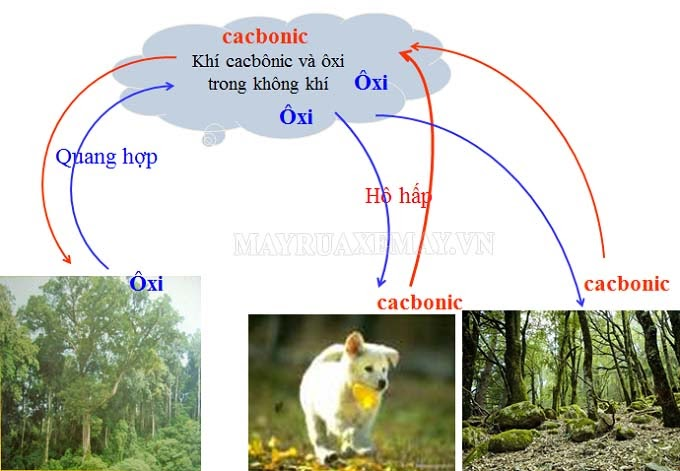 cacbonic
Khí cacbônic và ôxi
trong không khí
Ôxi
Ôxi
Quang hợp
Hô hấp
MAYRUAXEMAY.VN
Ôxi
cacbonic
cacbonic